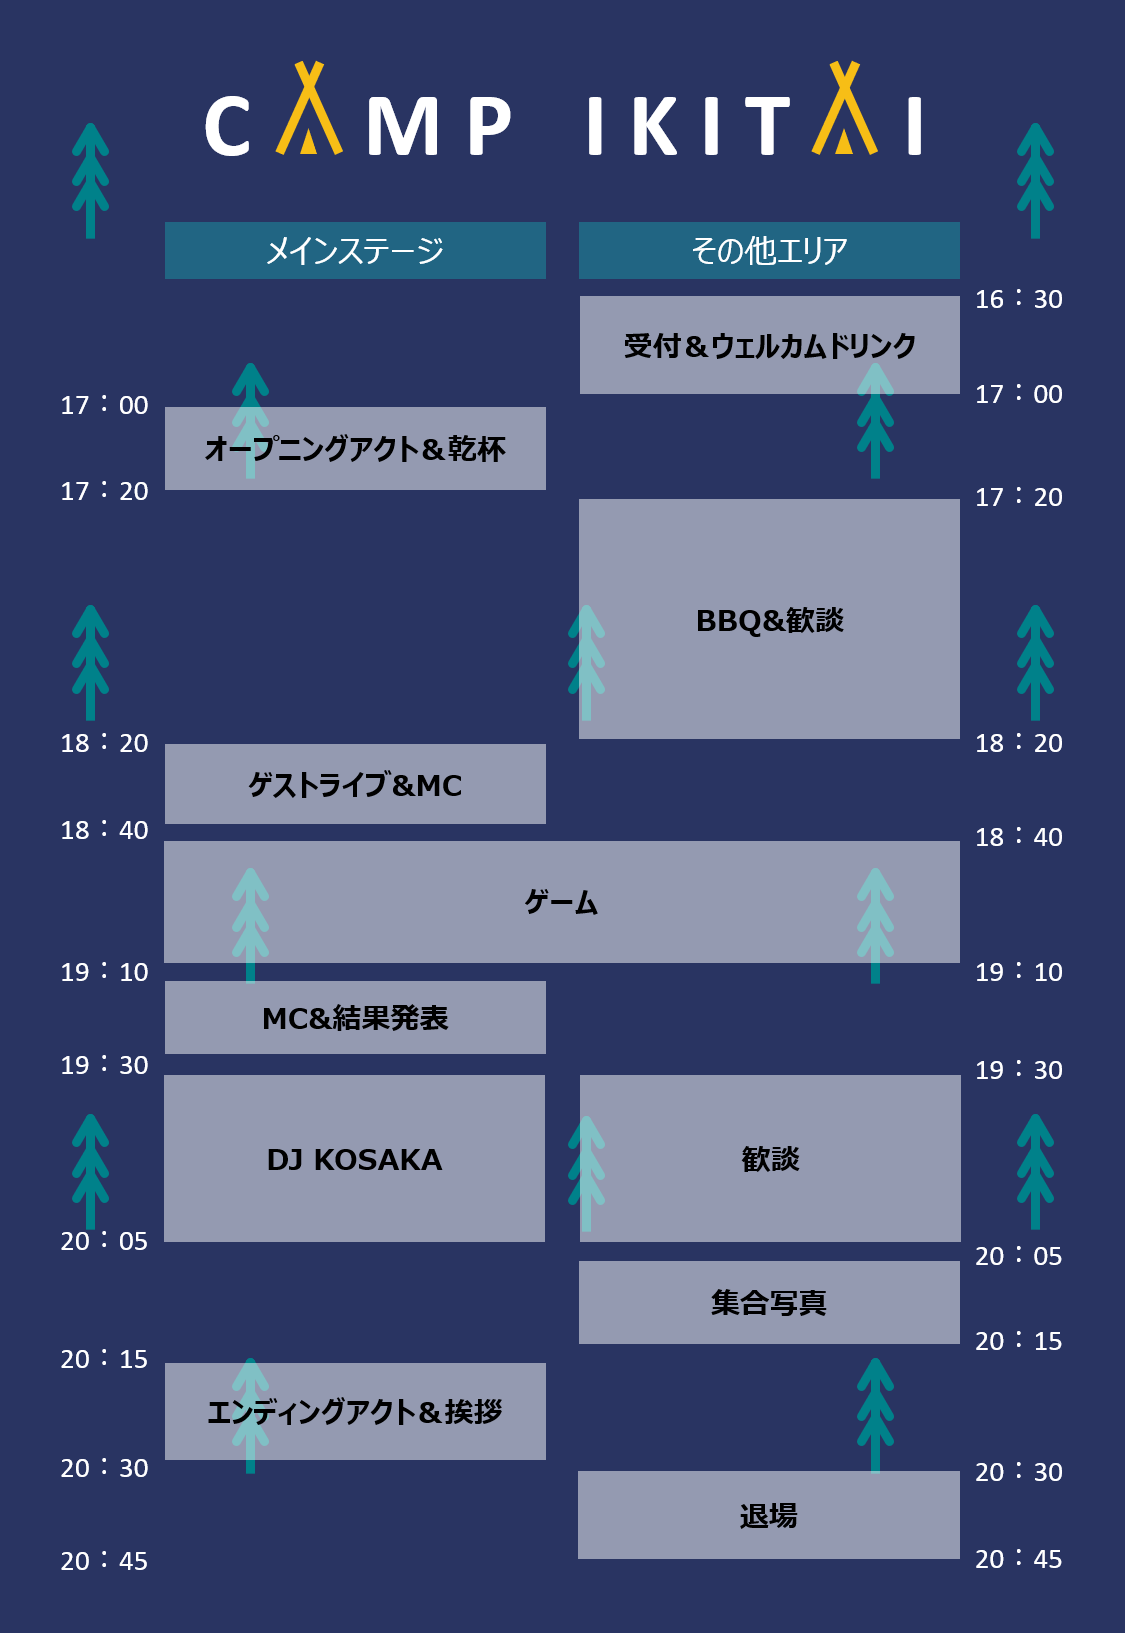 CAMP IKITAI
メインステージ
その他エリア
16：30
受付＆ウェルカムドリンク
17：00
17：00
オープニングアクト＆乾杯
17：20
17：20
BBQ&歓談
18：20
18：20
ゲストライブ&MC
18：40
18：40
ゲーム
19：10
19：10
MC&結果発表
19：30
19：30
DJ KOSAKA
歓談
20：05
20：05
集合写真
20：15
20：15
エンディングアクト＆挨拶
20：30
20：30
退場
20：45
20：45